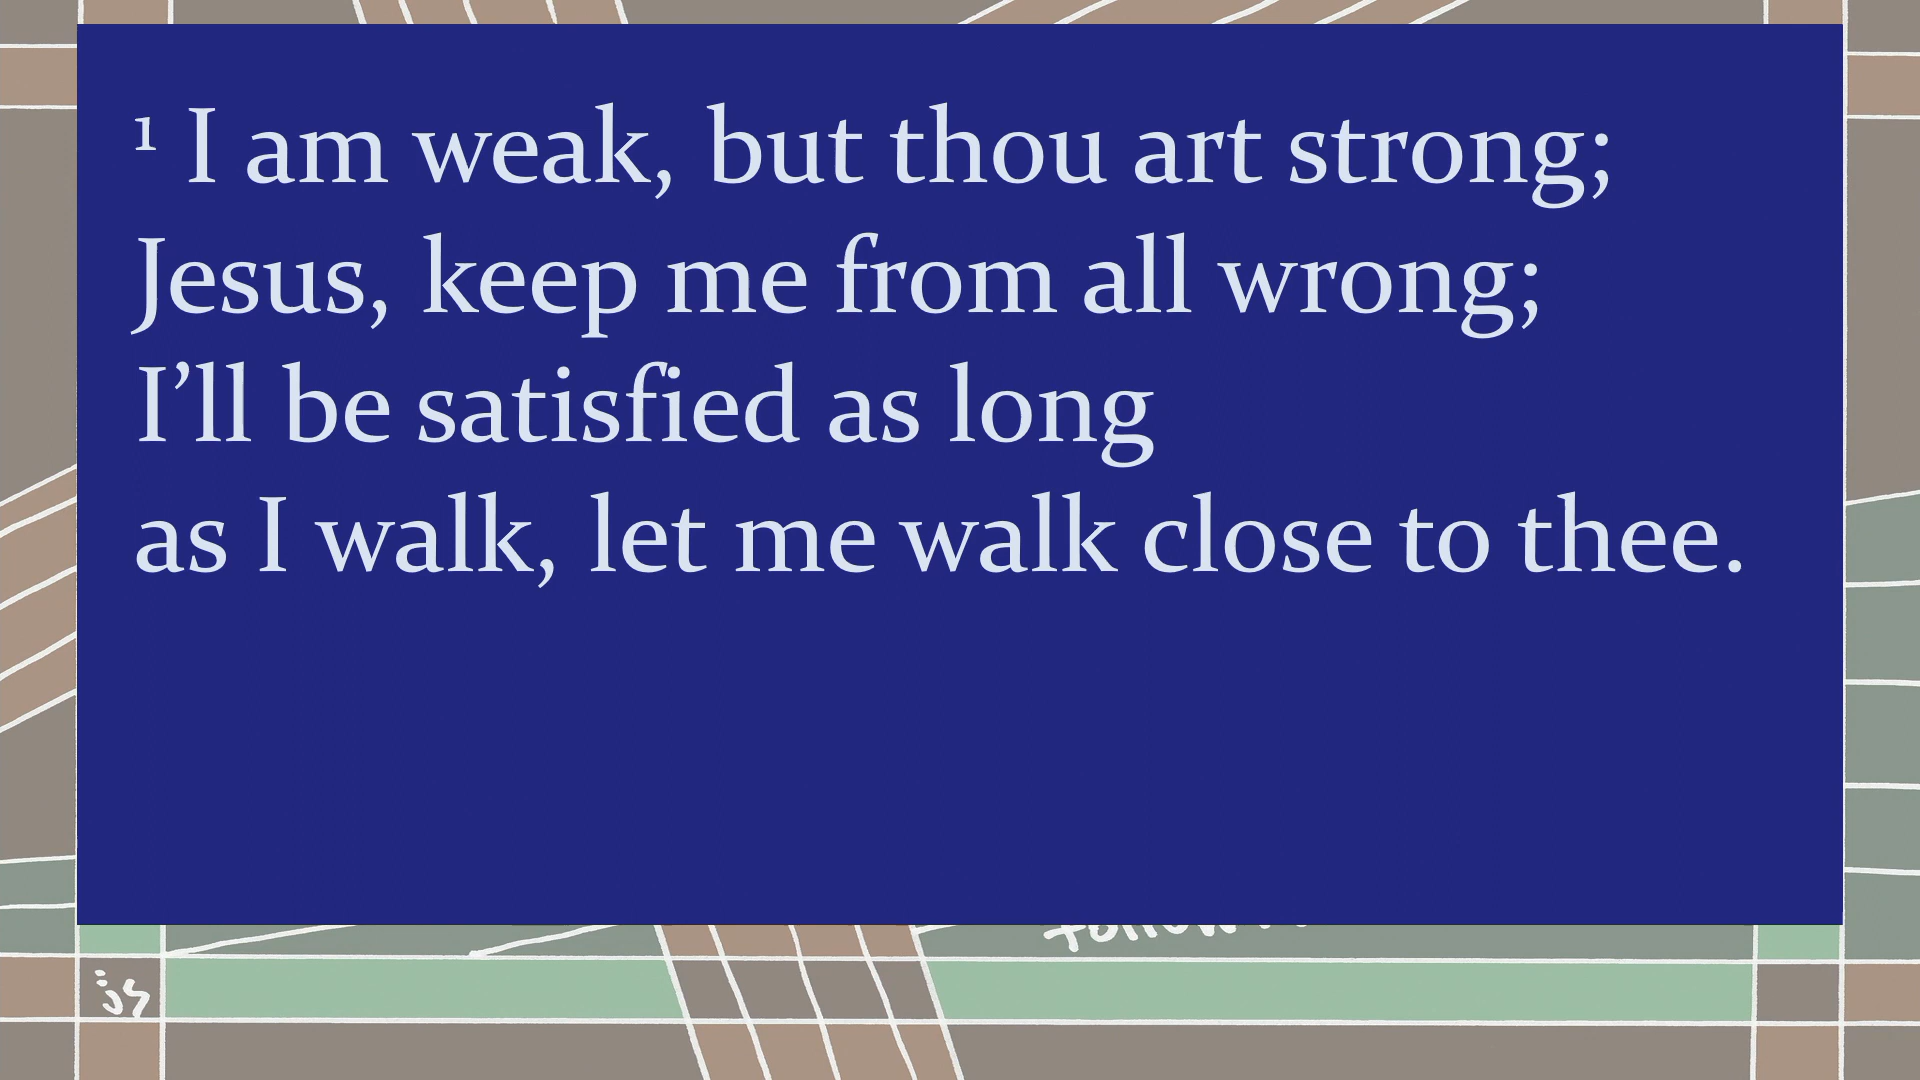 ¹ I am weak, but thou art strong;
Jesus, keep me from all wrong;
I’ll be satisfied as long
as I walk, let me walk close to thee.